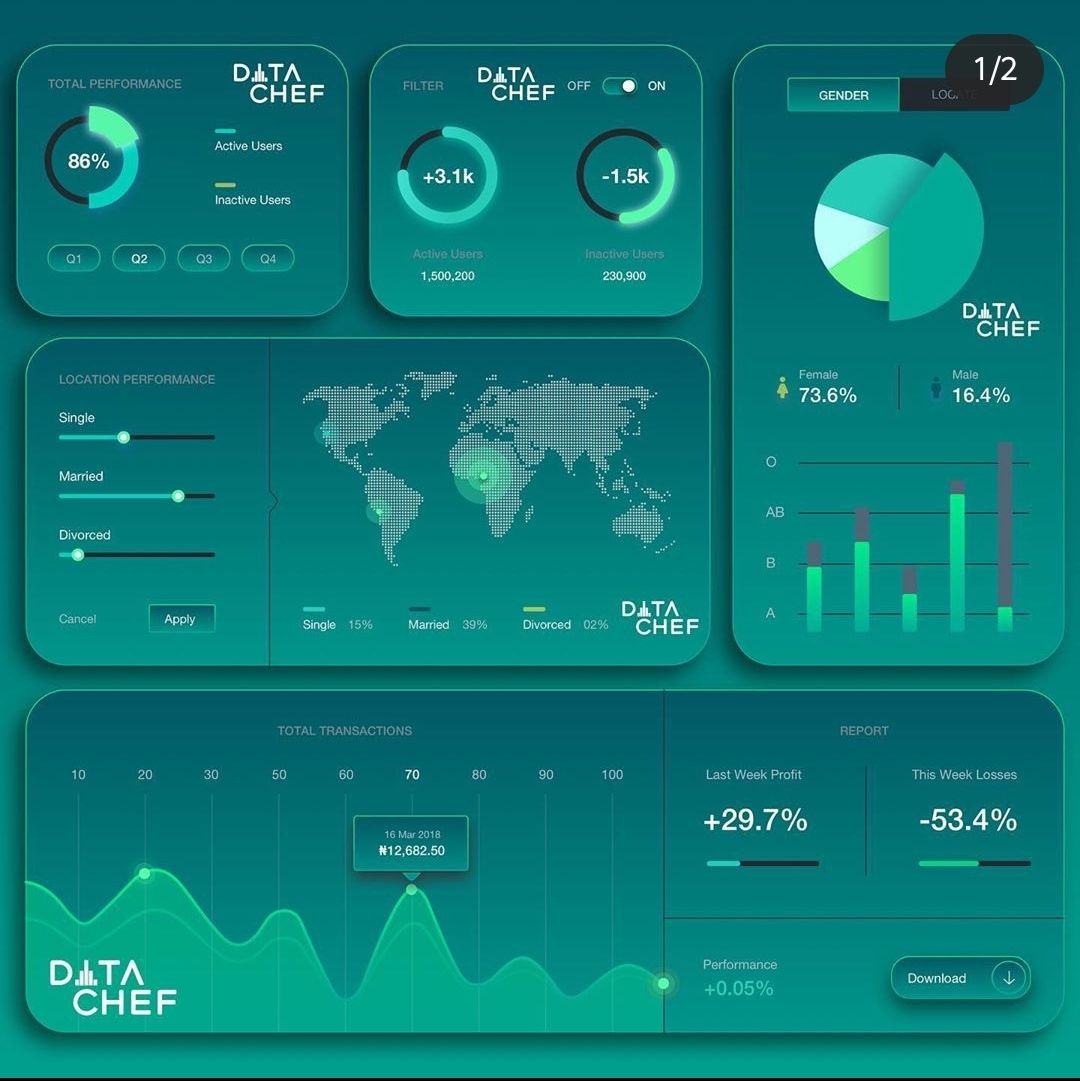 1/2
TOTAL PERFORMANCE
DATA
CHEF
86%
Active Users
Inactive Users
Q1 Q2 Q3 Q4
FILTER
DATA
CHEF
OFF ON
+3.1k
-1.5k
Active Users
1,500,200
Inactive Users
230,900
GENDER
DATA
CHEF
Female
73.6%
Male
16.4%
O
AB
B
A
LOCATION PERFORMANCE
Single
Married
Divorced
Cancel
Apply
Single 15%
Married 39%
Divorced 02%
DATA
CHEF
TOTAL TRANSACTIONS
10 20 30 50 60 70 80 90 100
16 Mar 2018
₦12,682.50
DATA
CHEF
REPORT
Last Week Profit
+29.7%
This Week Losses
-53.4%
Performance
+0.05%
Download